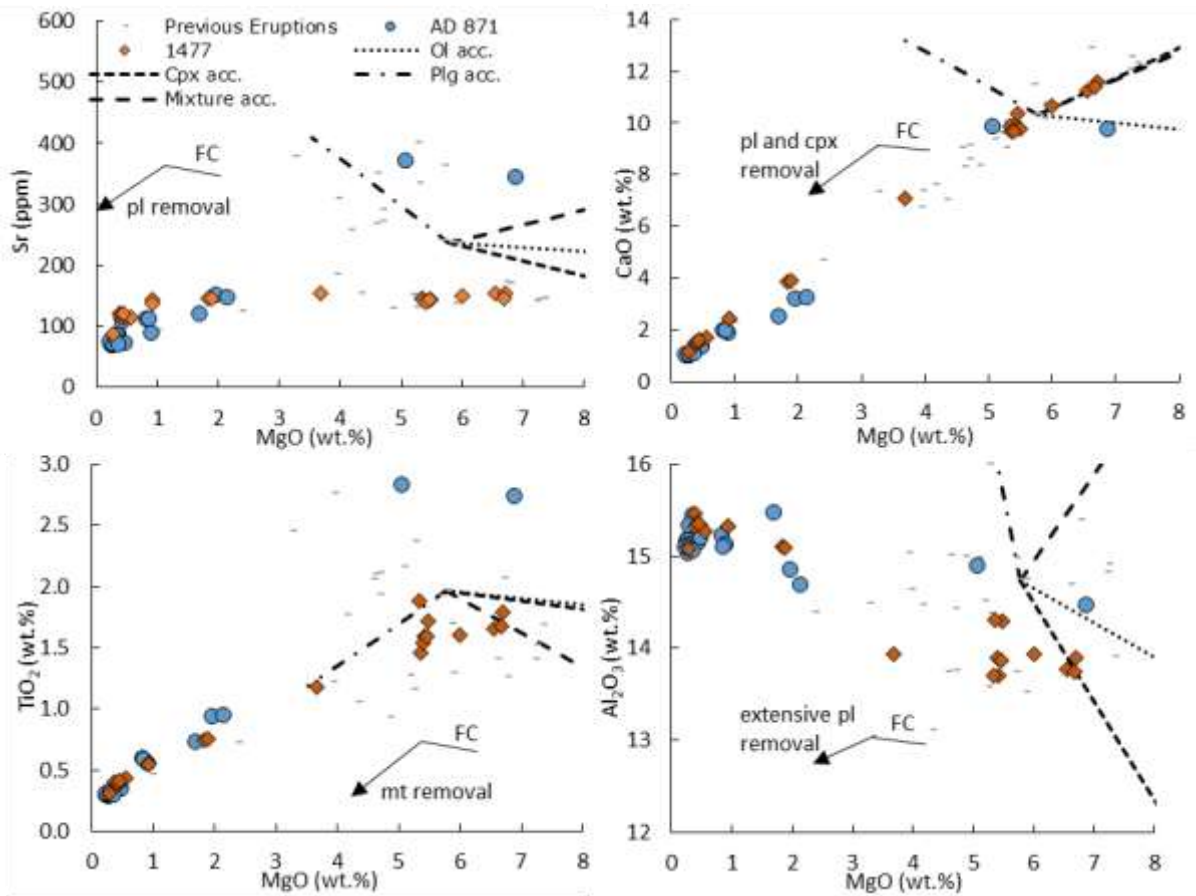 Previous Eruptions
AD 871
1477
Ol acc.
Cpx acc.
Plg acc.
Mixture acc.
600
500
400
300
200
100
0
Sr (ppm)
FC
pl removal
0 1 2 3 4 5 6 7 8
MgO (wt.%)
14
12
10
8
6
4
2
0
CaO (wt.%)
pl and cpx
removal
FC
0 1 2 3 4 5 6 7 8
MgO (wt.%)
3.0
2.5
2.0
1.5
1.0
0.5
0.0
TiO2 (wt.%)
FC
mt removal
0 1 2 3 4 5 6 7 8
MgO (wt.%)
16
15
14
13
12
Al2O3 (wt.%)
extensive pl
removal
FC
0 1 2 3 4 5 6 7 8
MgO (wt.%)